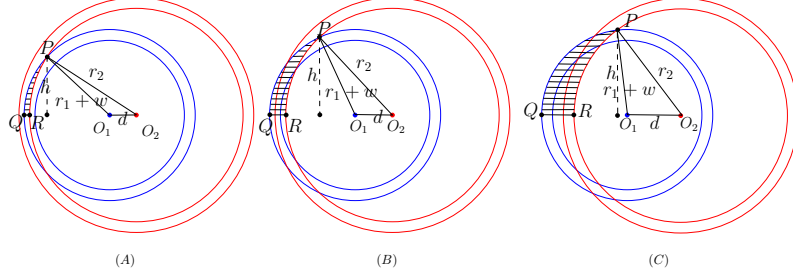 P
h
r₂
r₁ + w
Q R O₁ d O₂
(A)
P
h
r₂
r₁ + w
Q R O₁ d O₂
(B)
P
h
r₂
r₁ + w
Q R O₁ d O₂
(C)